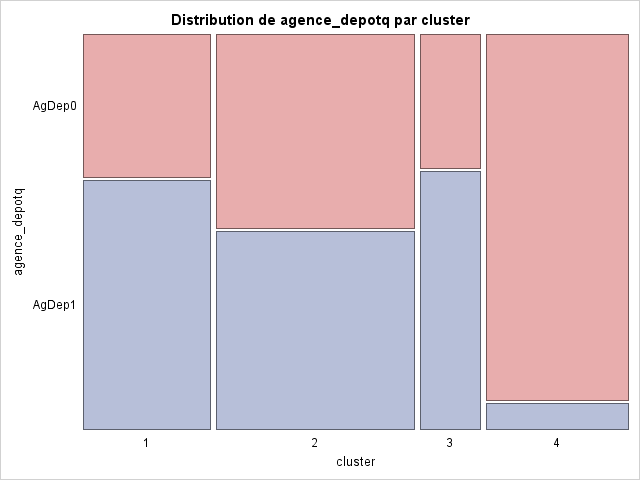 Distribution de agence_depotq par cluster
AgDep0
agence_depotq
AgDep1
1 2 3 4
cluster